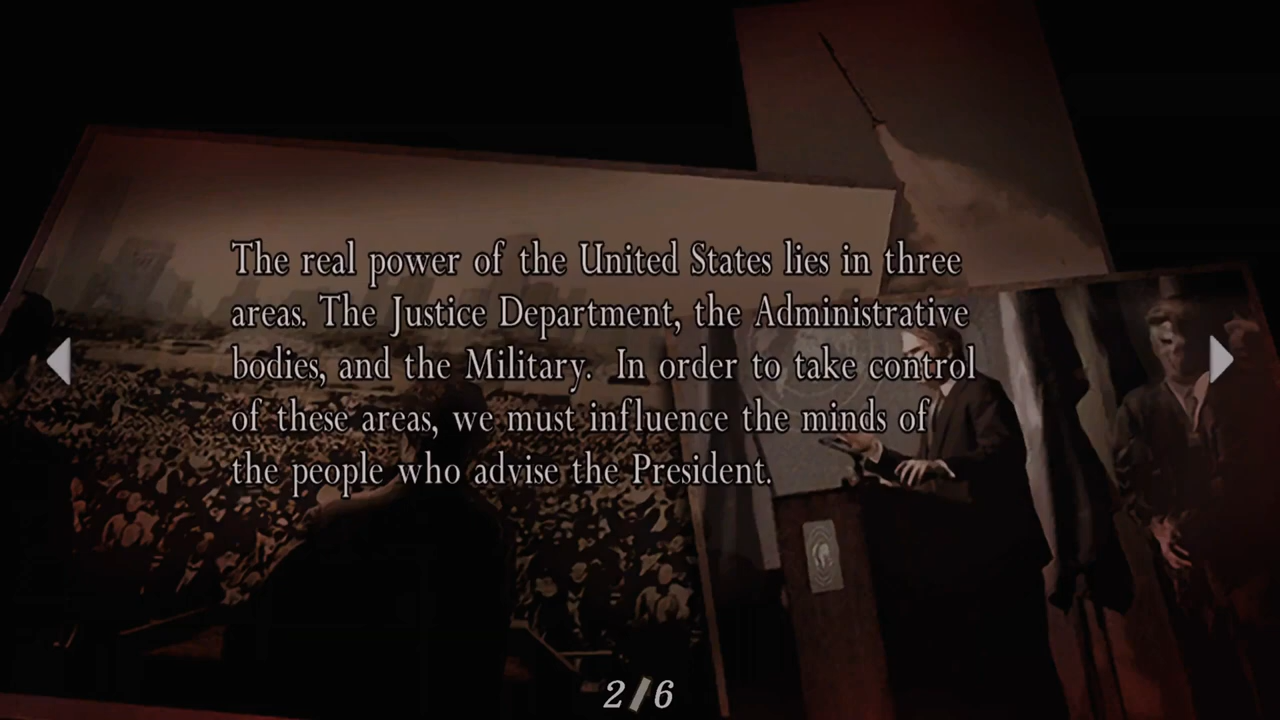 The real power of the United States lies in three
areas. The Justice Department, the Administrative
bodies, and the Military.  In order to take control
of these areas, we must influence the minds of
the people who advise the President.
2/6